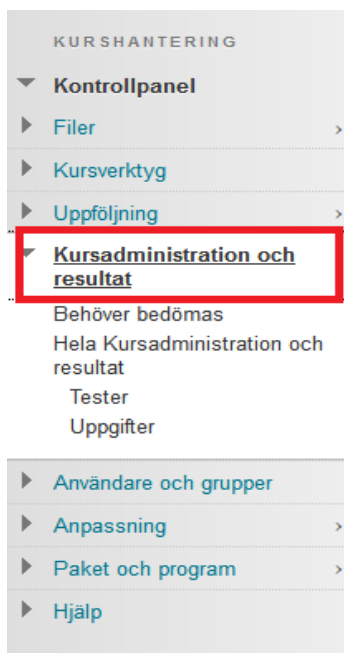 KURSHANTERING
Kontrollpanel
Filer
Kursverktyg
Uppföljning
Kursadministration och
resultat
Behöver bedömas
Hela Kursadministration och
resultat
Tester
Uppgifter
Användare och grupper
Anpassning
Paket och program
Hjälp